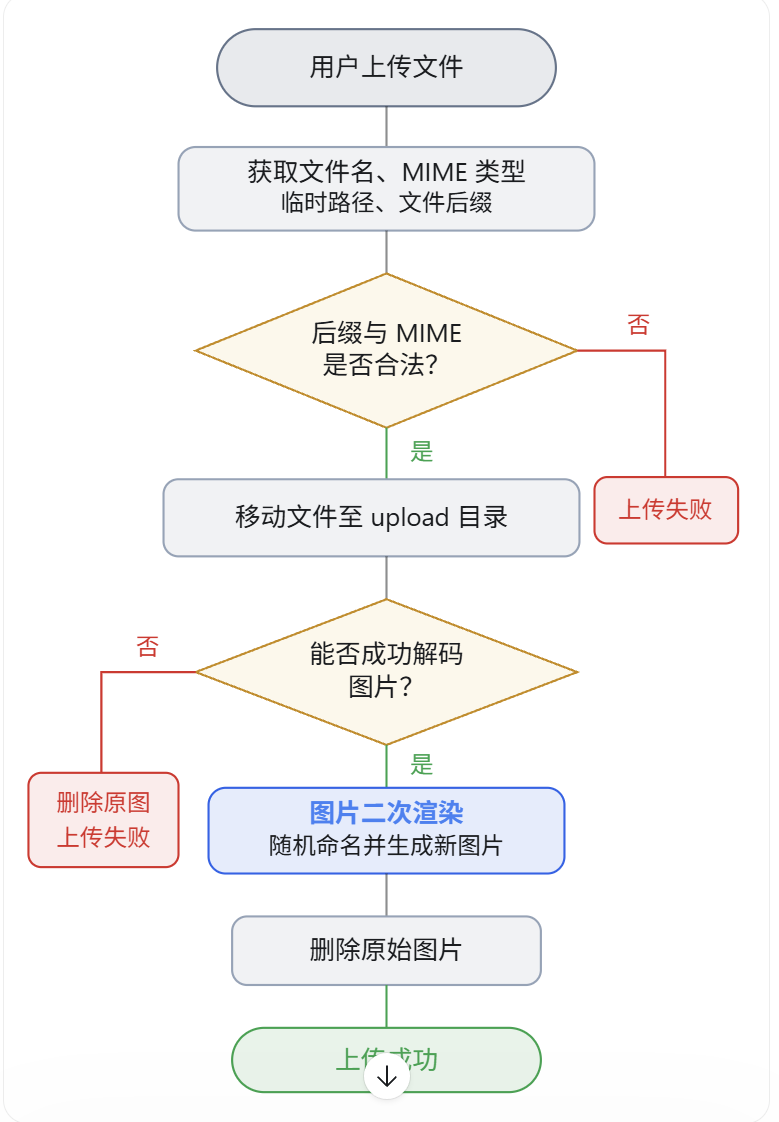 用户上传文件
获取文件名、MIME 类型
临时路径、文件后缀
后缀与 MIME
是否合法？
否
是
移动文件至 upload 目录
上传失败
能否成功解码
图片？
否
是
删除原图
上传失败
图片二次渲染
随机命名并生成新图片
删除原始图片
上传成功